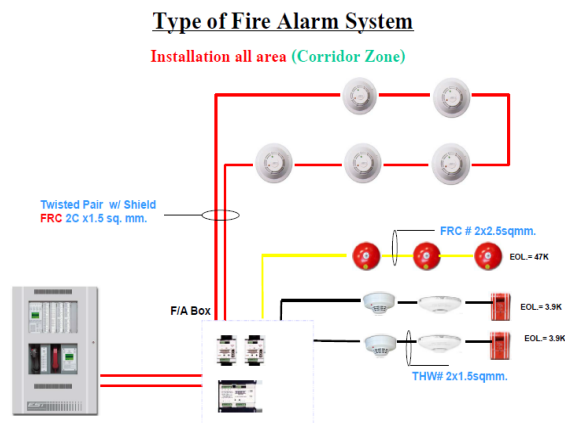 Type of Fire Alarm System
Installation all area (Corridor Zone)
Twisted Pair w/ Shield
FRC 2C x1.5 sq. mm.
FRC # 2x2.5sqmm.
EOL.= 47K
F/A Box
EOL.= 3.9K
EOL.= 3.9K
THW# 2x1.5sqmm.